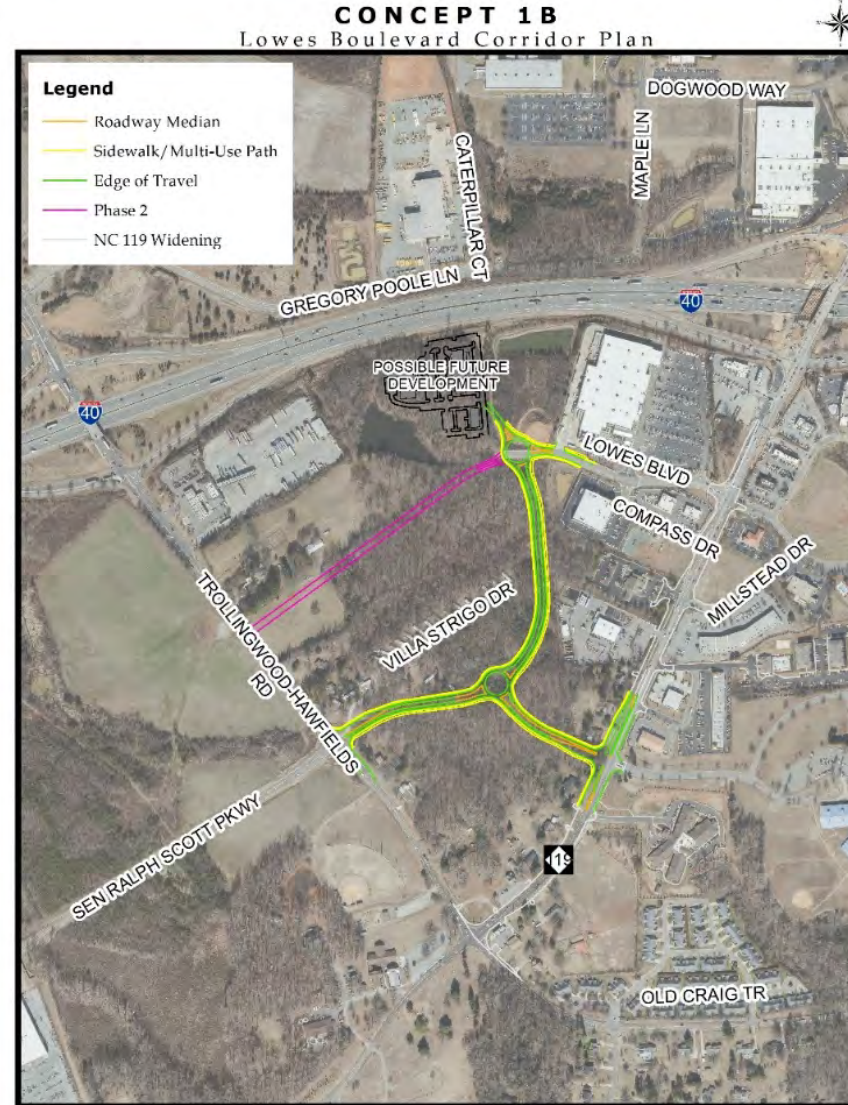 CONCEPT 1B
Lowes Boulevard Corridor Plan
Legend
Roadway Median
Sidewalk/Multi-Use Path
Edge of Travel
Phase 2
NC 119 Widening
DOGWOOD WAY
MAPLE LN
CATERPILLAR CT
GREGORY POOLE LN
40
POSSIBLE FUTURE
DEVELOPMENT
40
LOWES BLVD
COMPASS DR
MILLSTEAD DR
VILLA STRIGO DR
TROLLINGWOOD-HAWFIELDS
RD
SEN RALPH SCOTT PKWY
119
OLD CRAIG TR